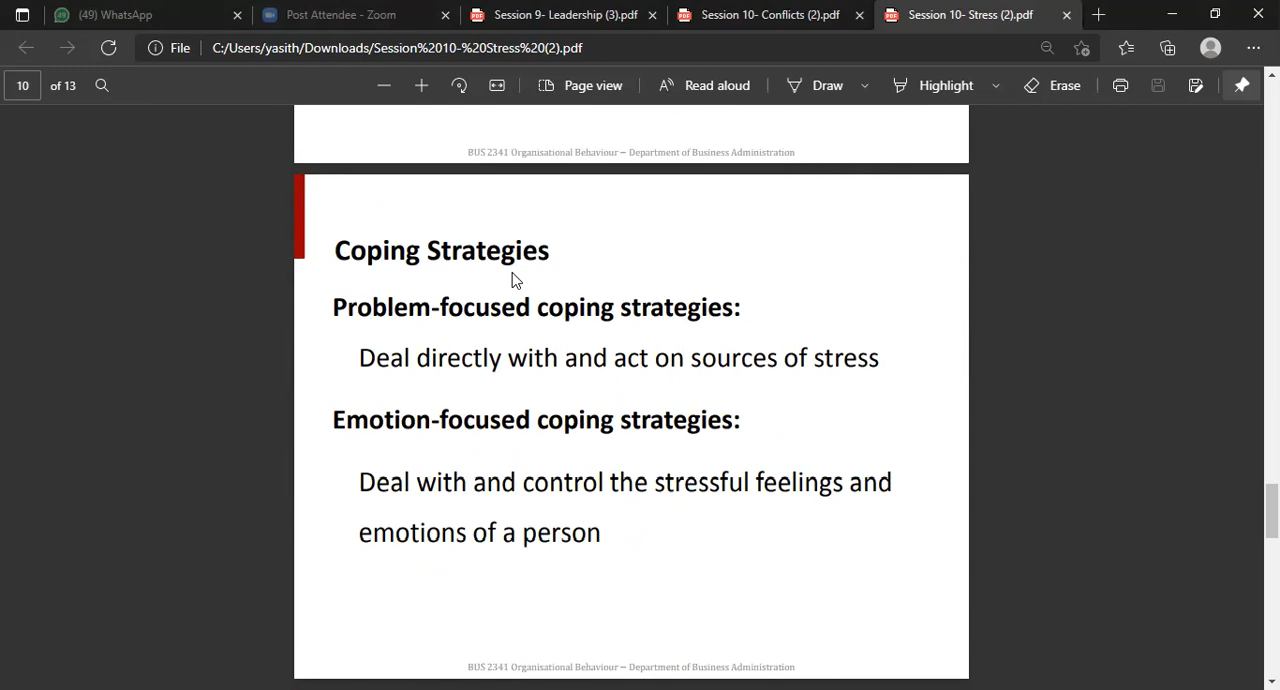 (49) WhatsApp
Post Attendee - Zoom
Session 9- Leadership (3).pdf
Session 10- Conflicts (2).pdf
Session 10- Stress (2).pdf
File
C:/Users/yasith/Downloads/Session%2010-%20Stress%20(2).pdf
10 of 13
Page view
Read aloud
Draw
Highlight
Erase
BUS 2341 Organisational Behaviour – Department of Business Administration
Coping Strategies
Problem-focused coping strategies:
Deal directly with and act on sources of stress
Emotion-focused coping strategies:
Deal with and control the stressful feelings and
emotions of a person
BUS 2341 Organisational Behaviour – Department of Business Administration